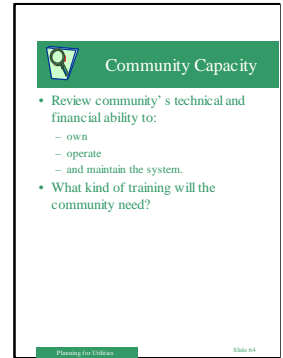 Community Capacity
• Review community's technical and
financial ability to:
– own
– operate
– and maintain the system.
• What kind of training will the
community need?
Planning for Utilities
Slide 64